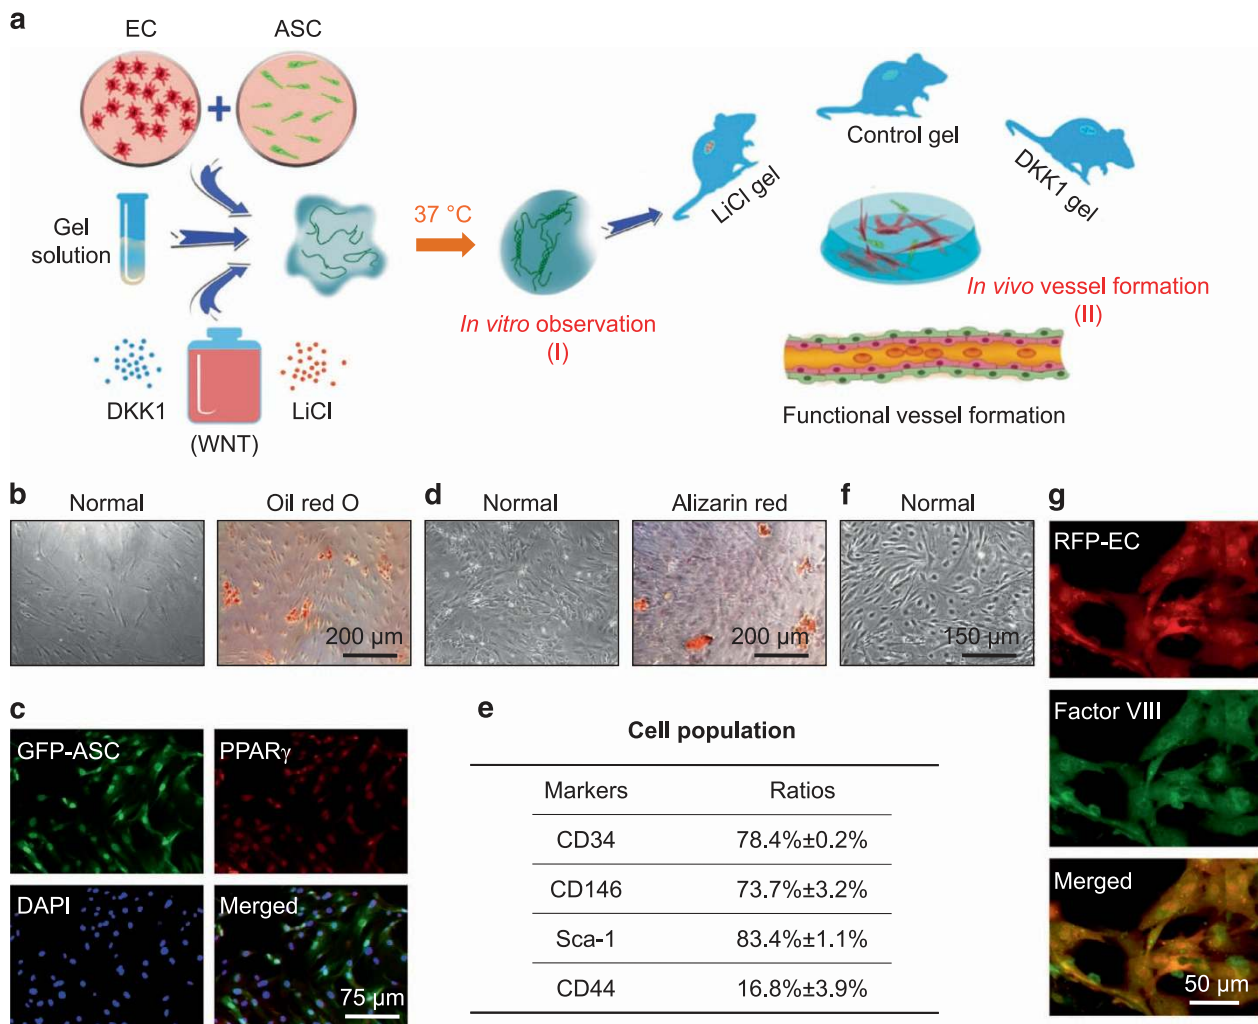 a
EC
ASC
Gel
solution
DKK1
(WNT)
LiCl
37 °C
In vitro observation
(I)
LiCl gel
Control gel
DKK1 gel
In vivo vessel formation
(II)
Functional vessel formation
b
Normal
Oil red O
200 µm
d
Normal
Alizarin red
200 µm
f
Normal
150 µm
g
RFP-EC
Factor VIII
Merged
50 µm
c
GFP-ASC
PPARγ
DAPI
Merged
75 µm
e
Cell population
Markers Ratios
CD34 78.4%±0.2%
CD146 73.7%±3.2%
Sca-1 83.4%±1.1%
CD44 16.8%±3.9%